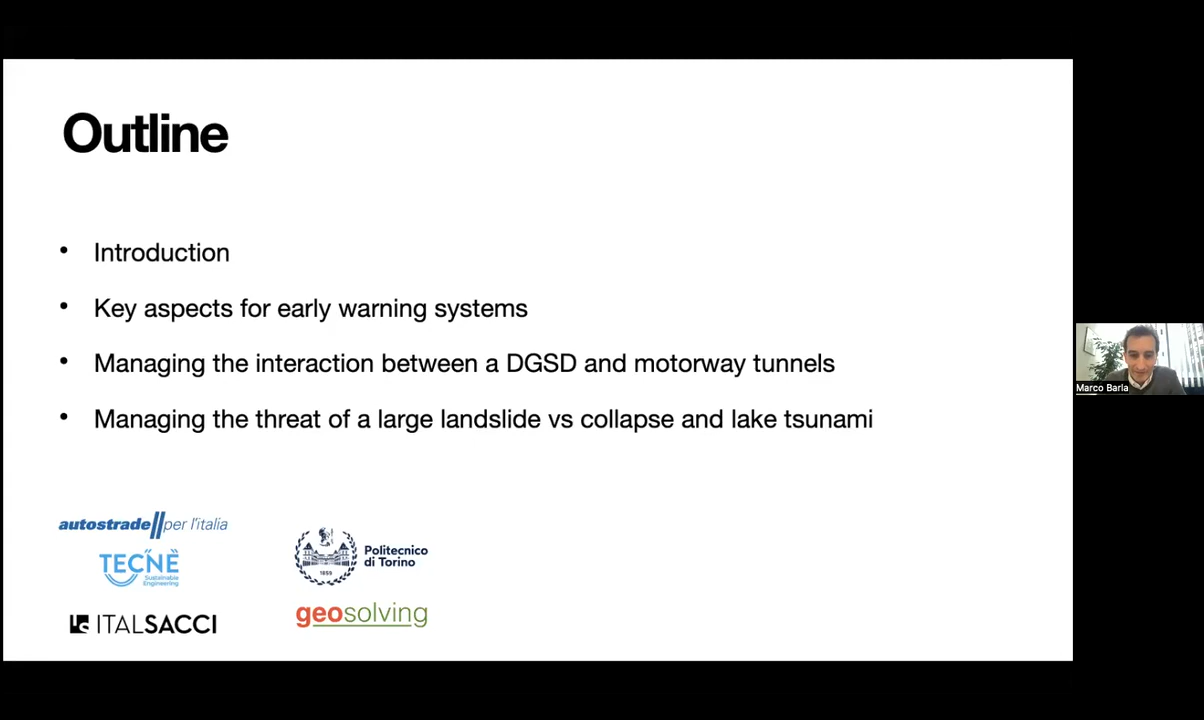 Outline
• Introduction
• Key aspects for early warning systems
• Managing the interaction between a DGSD and motorway tunnels
• Managing the threat of a large landslide vs collapse and lake tsunami
autostrade//per l'italia
TECNE
Sustainable
Engineering
ITALSACCI
1859
Politecnico
di Torino
geosolving
Marco Barla